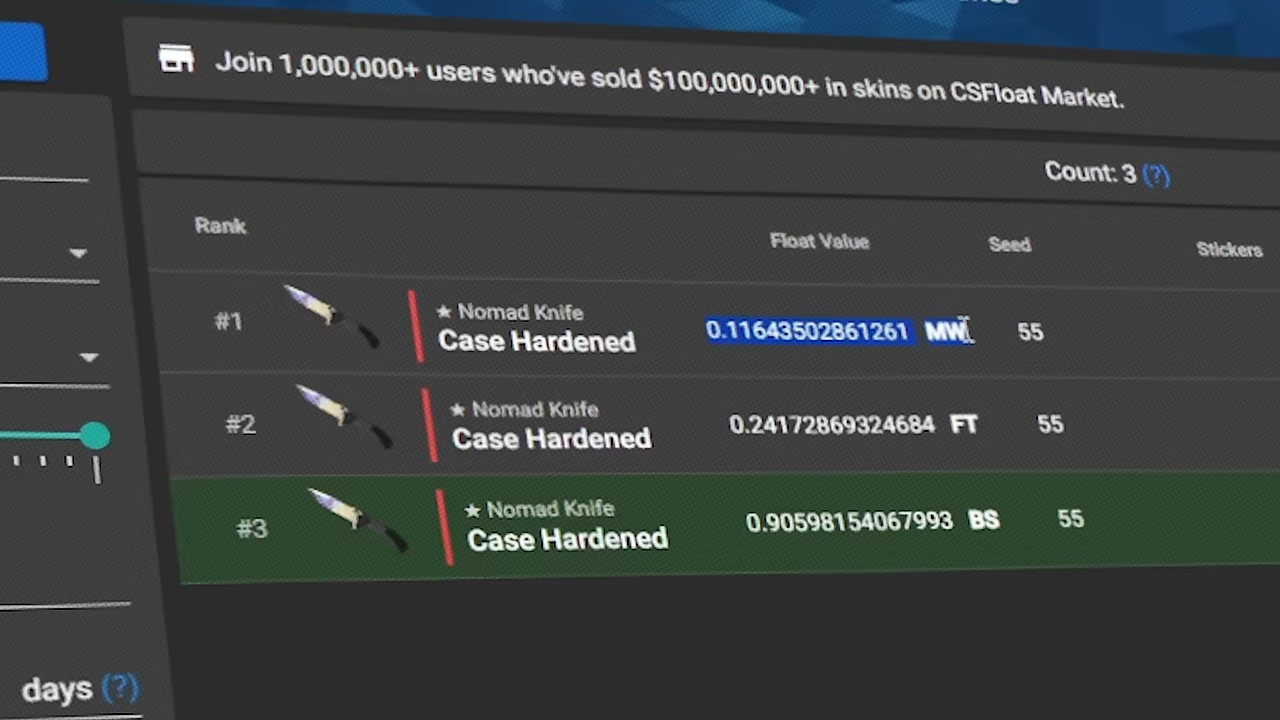 Join 1,000,000+ users who've sold $100,000,000+ in skins on CSFloat Market.
Count: 3 (?)
Rank Float Value Seed Stickers
#1 ★ Nomad Knife
Case Hardened 0.11643502861261 MW 55
#2 ★ Nomad Knife
Case Hardened 0.24172869324684 FT 55
#3 ★ Nomad Knife
Case Hardened 0.90598154067993 BS 55
days (?)